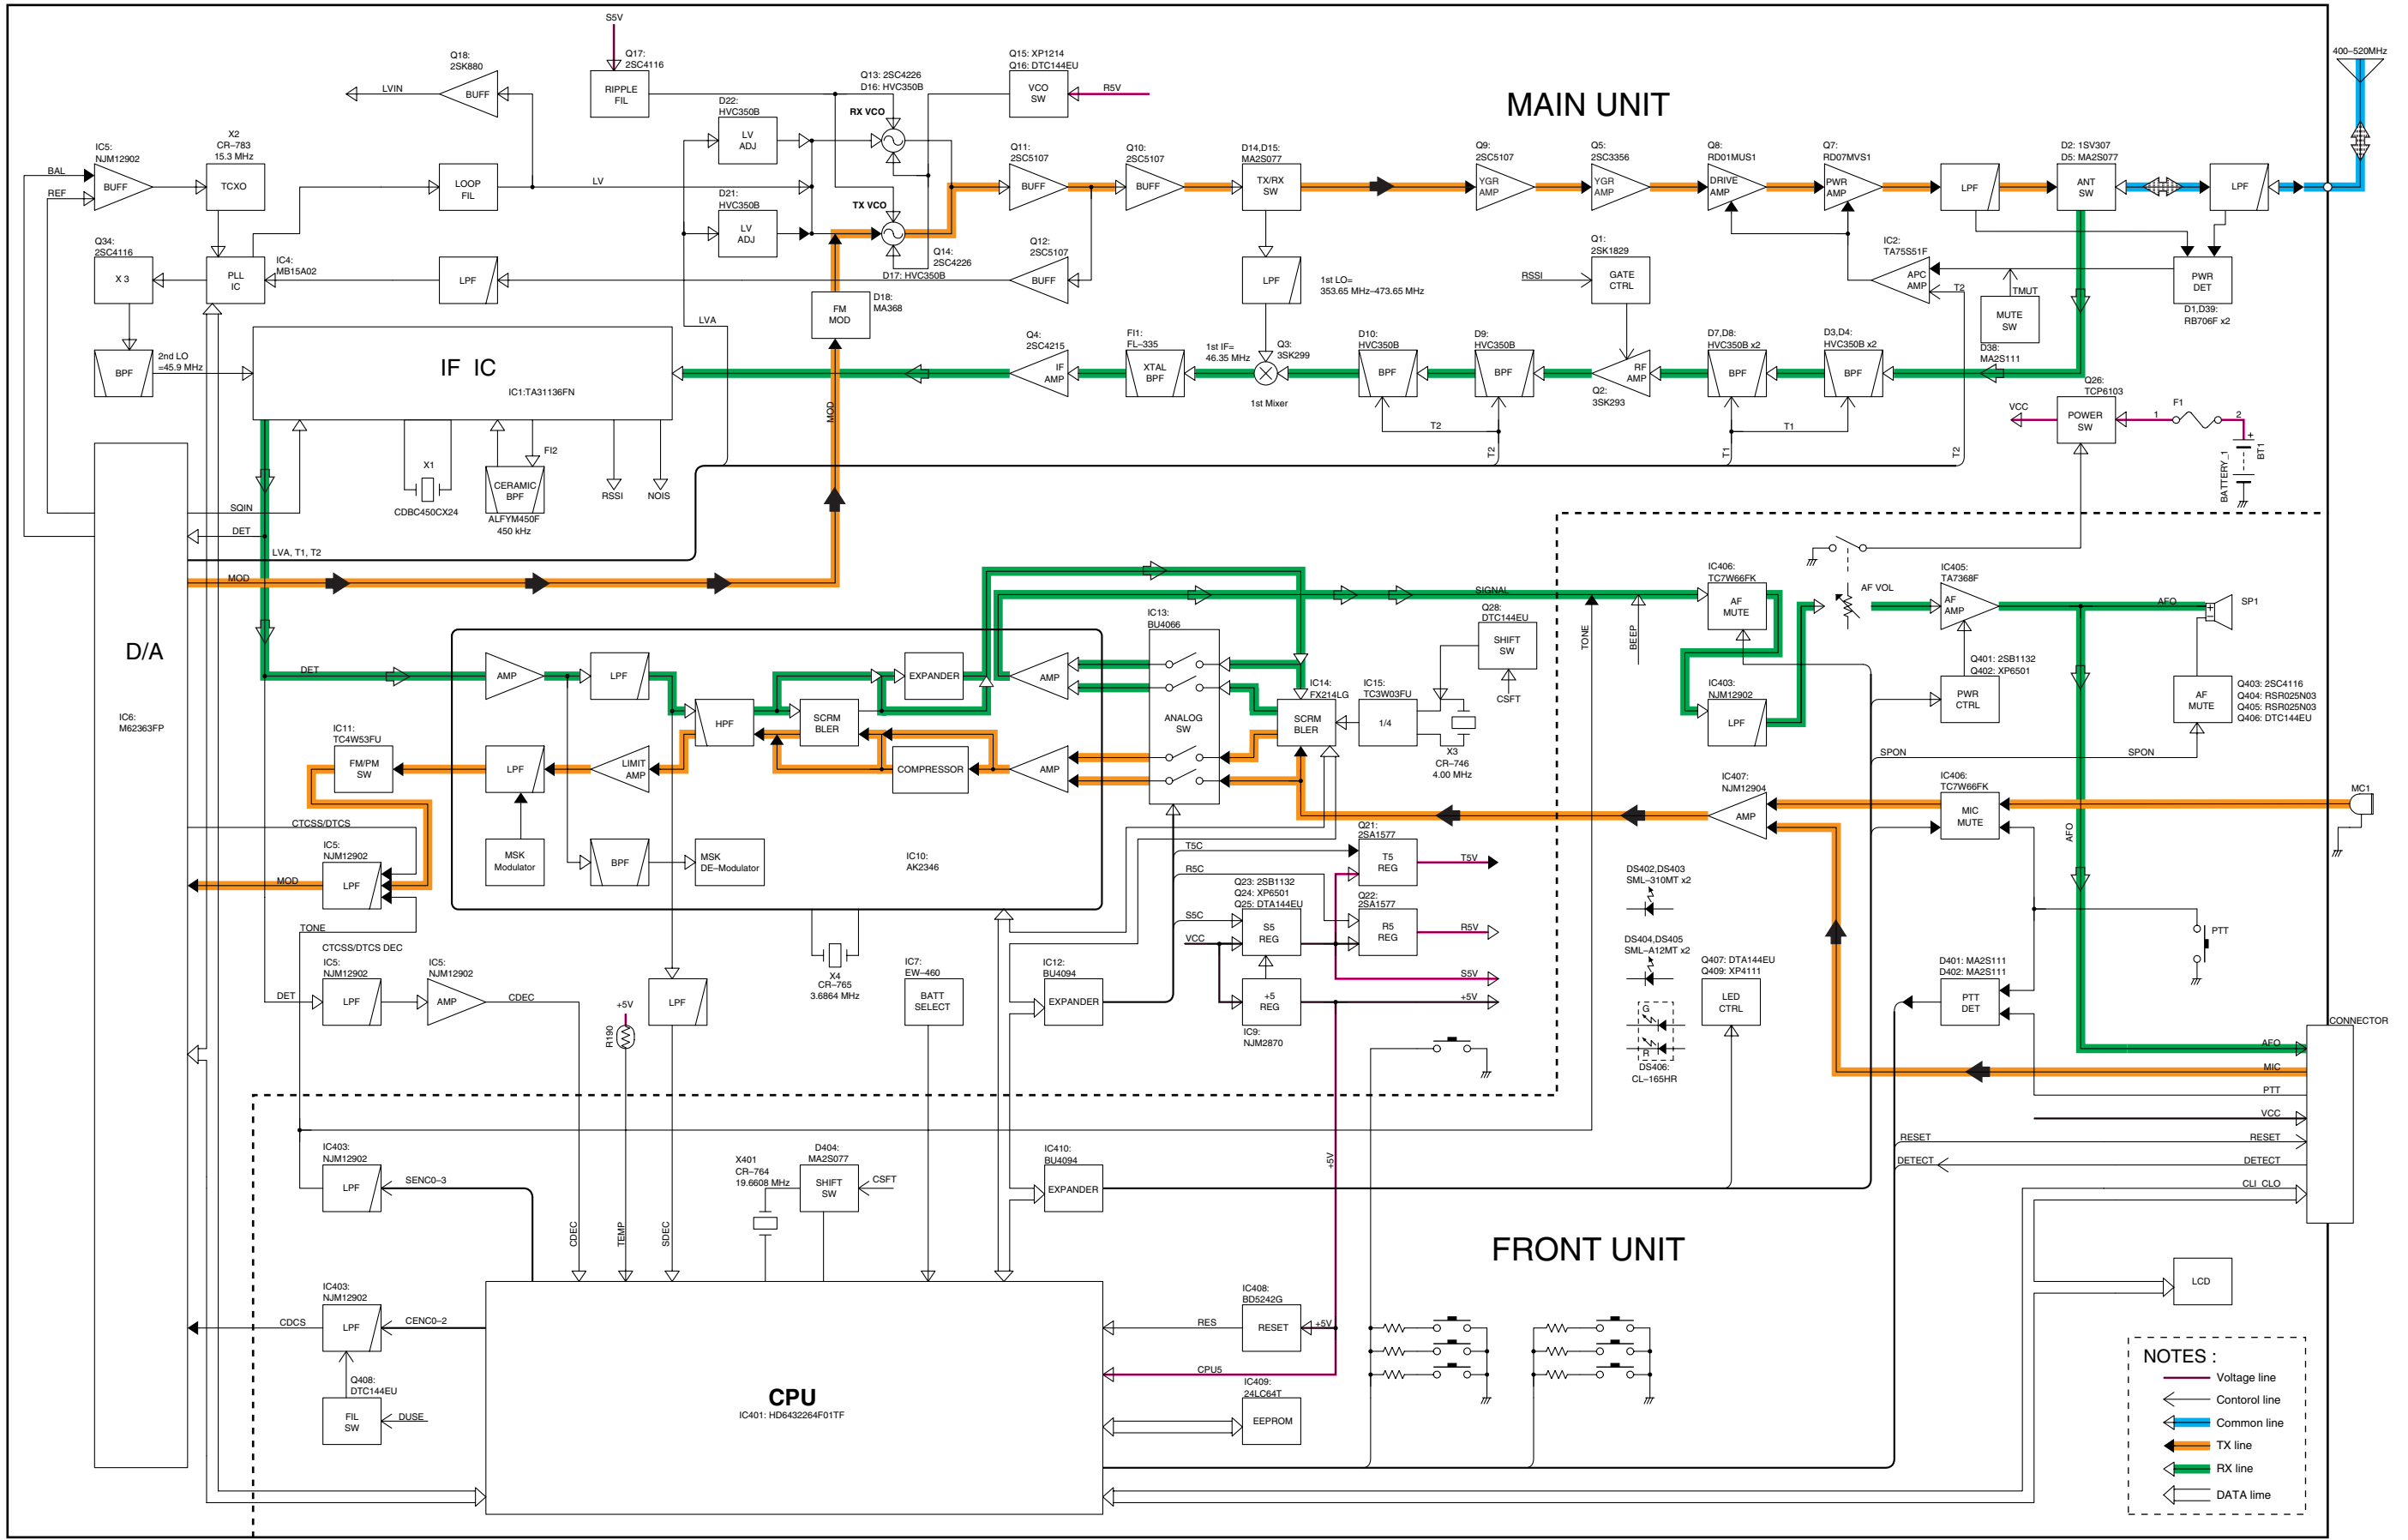 MAIN UNIT
400–520MHz
S5V
Q18:
2SK880
BUFF
LVIN
Q17:
2SC4116
RIPPLE
FIL
Q13: 2SC4226
D16: HVC350B
RX VCO
Q15: XP1214
Q16: DTC144EU
VCO
SW
R5V
D22:
HVC350B
LV
ADJ
X2
CR–783
15.3 MHz
TCXO
IC5:
NJM12902
BUFF
BAL
REF
LOOP
FIL
LV
D21:
HVC350B
LV
ADJ
TX VCO
Q14:
2SC4226
D17: HVC350B
Q11:
2SC5107
BUFF
Q10:
2SC5107
BUFF
D14,D15:
MA2S077
TX/RX
SW
Q9:
2SC5107
YGR
AMP
Q5:
2SC3356
YGR
AMP
Q8:
RD01MUS1
DRIVE
AMP
Q7:
RD07MVS1
PWR
AMP
LPF
D2: 1SV307
D5: MA2S077
ANT
SW
LPF
Q34:
2SC4116
X 3
PLL
IC
IC4:
MB15A02
LPF
Q12:
2SC5107
BUFF
LPF
1st LO=
353.65 MHz–473.65 MHz
Q1:
2SK1829
GATE
CTRL
RSSI
IC2:
TA75S51F
APC
AMP
T2
TMUT
MUTE
SW
PWR
DET
D1,D39:
RB706F x2
FM
MOD
D18:
MA368
LVA
BPF
2nd LO
=45.9 MHz
IF IC
IC1:TA31136FN
Q4:
2SC4215
IF
AMP
FI1:
FL–335
XTAL
BPF
1st IF=
46.35 MHz
Q3:
3SK299
1st Mixer
D10:
HVC350B
BPF
D9:
HVC350B
BPF
RF
AMP
Q2:
3SK293
D7,D8:
HVC350B x2
BPF
D3,D4:
HVC350B x2
BPF
D38:
MA2S111
Q26:
TCP6103
POWER
SW
VCC
F1
1
2
BATTERY_1
BT1
+
T2
T2
T1
T1
T2
MOD
X1
CDBC450CX24
FI2
CERAMIC
BPF
ALFYM450F
450 kHz
RSSI
NOIS
SQIN
DET
LVA, T1, T2
MOD
D/A
IC6:
M62363FP
DET
AMP
LPF
HPF
SCRM
BLER
EXPANDER
AMP
IC13:
BU4066
ANALOG
SW
IC14:
FX214LG
SCRM
BLER
IC15:
TC3W03FU
1/4
Q28:
DTC144EU
SHIFT
SW
CSFT
X3
CR–746
4.00 MHz
SIGNAL
TONE
BEEP
IC406:
TC7W66FK
AF
MUTE
AF VOL
IC405:
TA7368F
AF
AMP
AFO
SP1
+
IC403:
NJM12902
LPF
Q401: 2SB1132
Q402: XP6501
PWR
CTRL
AF
MUTE
Q403: 2SC4116
Q404: RSR025N03
Q405: RSR025N03
Q406: DTC144EU
SPON
SPON
IC11:
TC4W53FU
FM/PM
SW
LPF
LIMIT
AMP
COMPRESSOR
AMP
IC407:
NJM12904
AMP
IC406:
TC7W66FK
MIC
MUTE
MC1
AFO
CTCSS/DTCS
IC5:
NJM12902
LPF
MOD
TONE
MSK
Modulator
BPF
MSK
DE–Modulator
IC10:
AK2346
T5C
R5C
Q21:
2SA1577
T5
REG
T5V
Q23: 2SB1132
Q24: XP6501
Q25: DTA144EU
S5C
VCC
S5
REG
Q22:
2SA1577
R5
REG
R5V
S5V
+5V
+5
REG
IC9:
NJM2870
DS402,DS403
SML–310MT x2
DS404,DS405
SML–A12MT x2
G
R
DS406:
CL–165HR
Q407: DTA144EU
Q409: XP4111
LED
CTRL
D401: MA2S111
D402: MA2S111
PTT
DET
PTT
CONNECTOR
AFO
MIC
PTT
VCC
RESET
RESET
DETECT
DETECT
CLI CLO
CTCSS/DTCS DEC
IC5:
NJM12902
LPF
DET
IC5:
NJM12902
AMP
CDEC
+5V
R190
LPF
X4
CR–765
3.6864 MHz
IC7:
EW–460
BATT
SELECT
IC12:
BU4094
EXPANDER
IC403:
NJM12902
LPF
SENC0–3
CDEC
TEMP
SDEC
X401
CR–764
19.6608 MHz
D404:
MA2S077
SHIFT
SW
CSFT
IC410:
BU4094
EXPANDER
+5V
FRONT UNIT
LCD
IC403:
NJM12902
LPF
CDCS
CENC0–2
Q408:
DTC144EU
FIL
SW
DUSE
CPU
IC401: HD6432264F01TF
RES
IC408:
BD5242G
RESET
+5V
CPU5
IC409:
24LC64T
EEPROM
NOTES :
Voltage line
Contorol line
Common line
TX line
RX line
DATA lime